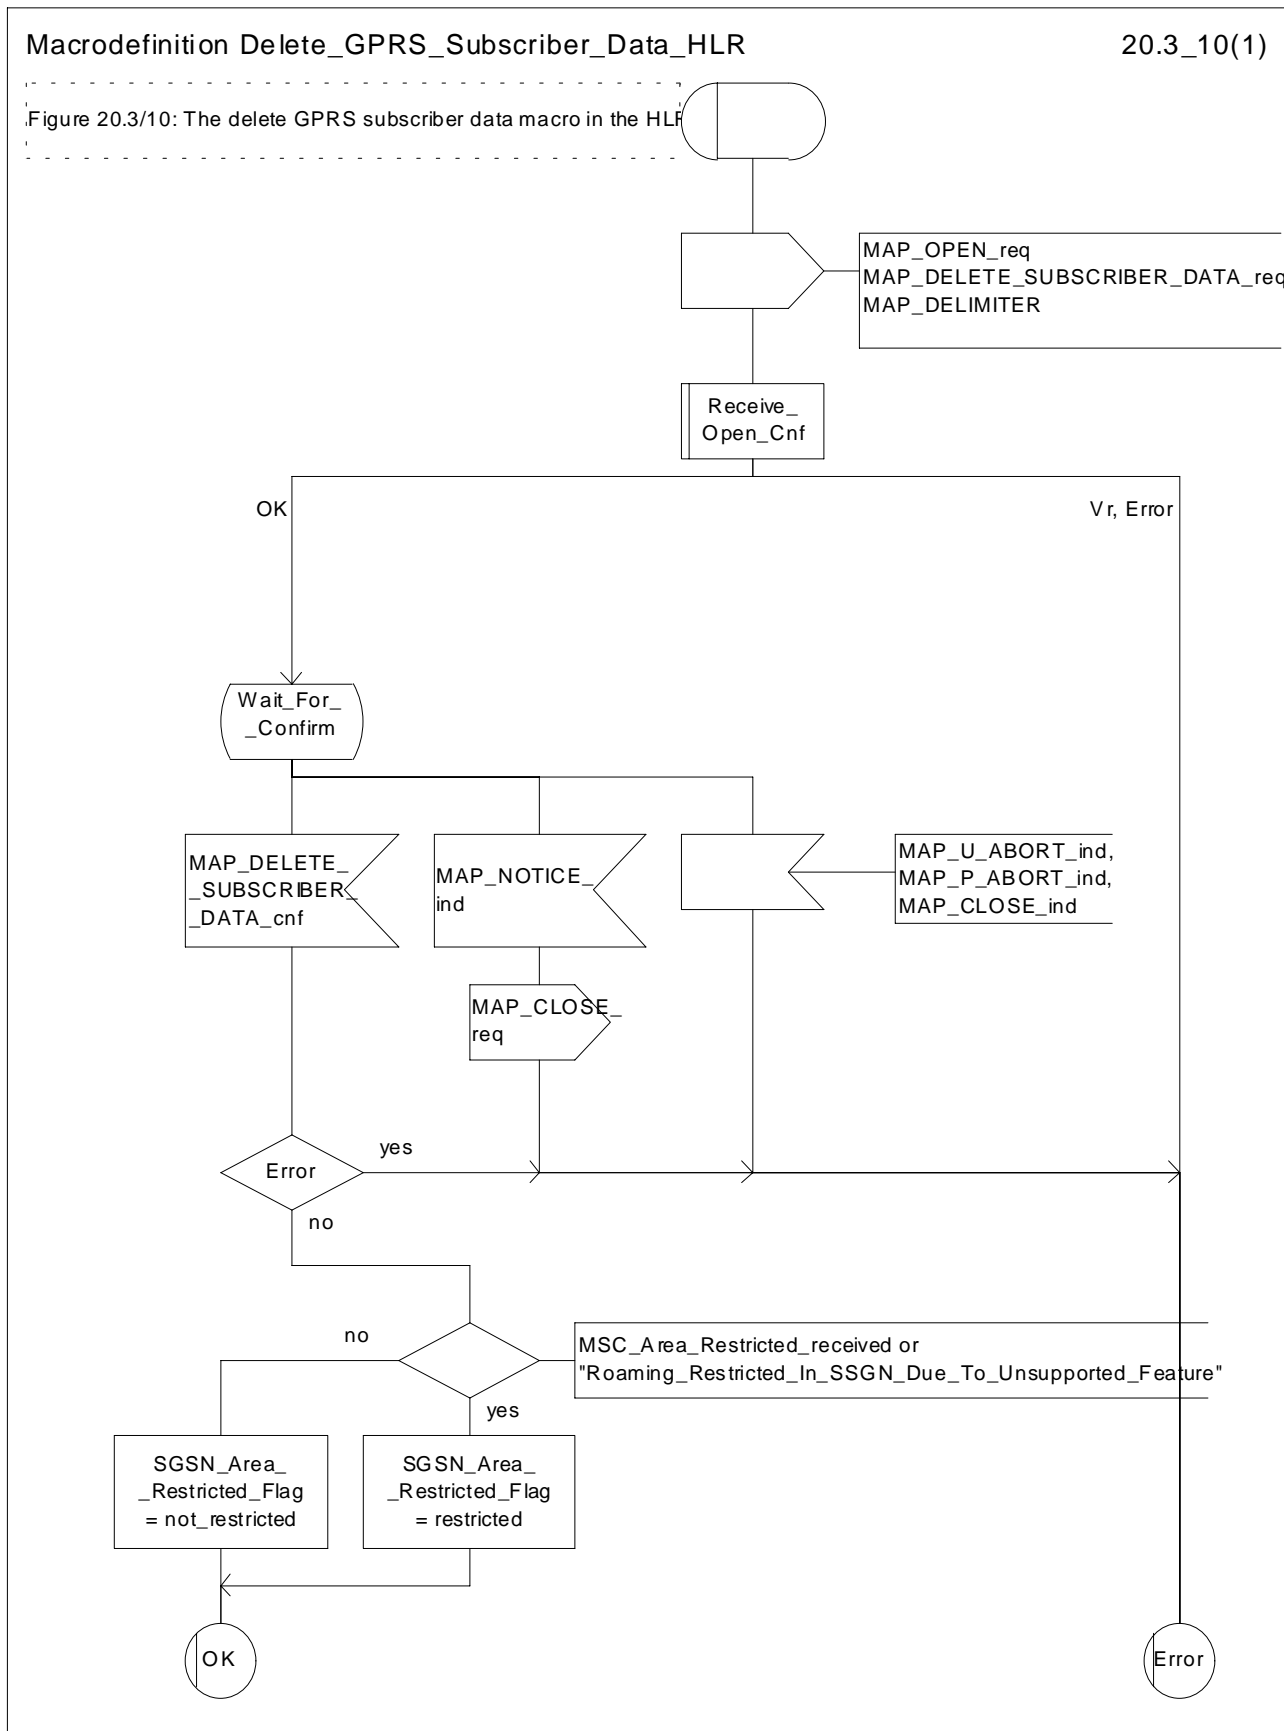 Macrodefinition Delete_GPRS_Subscriber_Data_HLR
20.3_10(1)
Figure 20.3/10: The delete GPRS subscriber data macro in the HLR
MAP_OPEN_req
MAP_DELETE_SUBSCRIBER_DATA_req
MAP_DELIMITER
Receive_
Open_Cnf
OK
Vr, Error
Wait_For_
_Confirm
MAP_DELETE_
_SUBSCRIBER_
_DATA_cnf
MAP_NOTICE_
ind
MAP_U_ABORT_ind,
MAP_P_ABORT_ind,
MAP_CLOSE_ind
MAP_CLOSE_
req
Error
yes
no
no
MSC_Area_Restricted_received or
"Roaming_Restricted_In_SSGN_Due_To_Unsupported_Feature"
yes
SGSN_Area_
_Restricted_Flag
= not_restricted
SGSN_Area_
_Restricted_Flag
= restricted
OK
Error